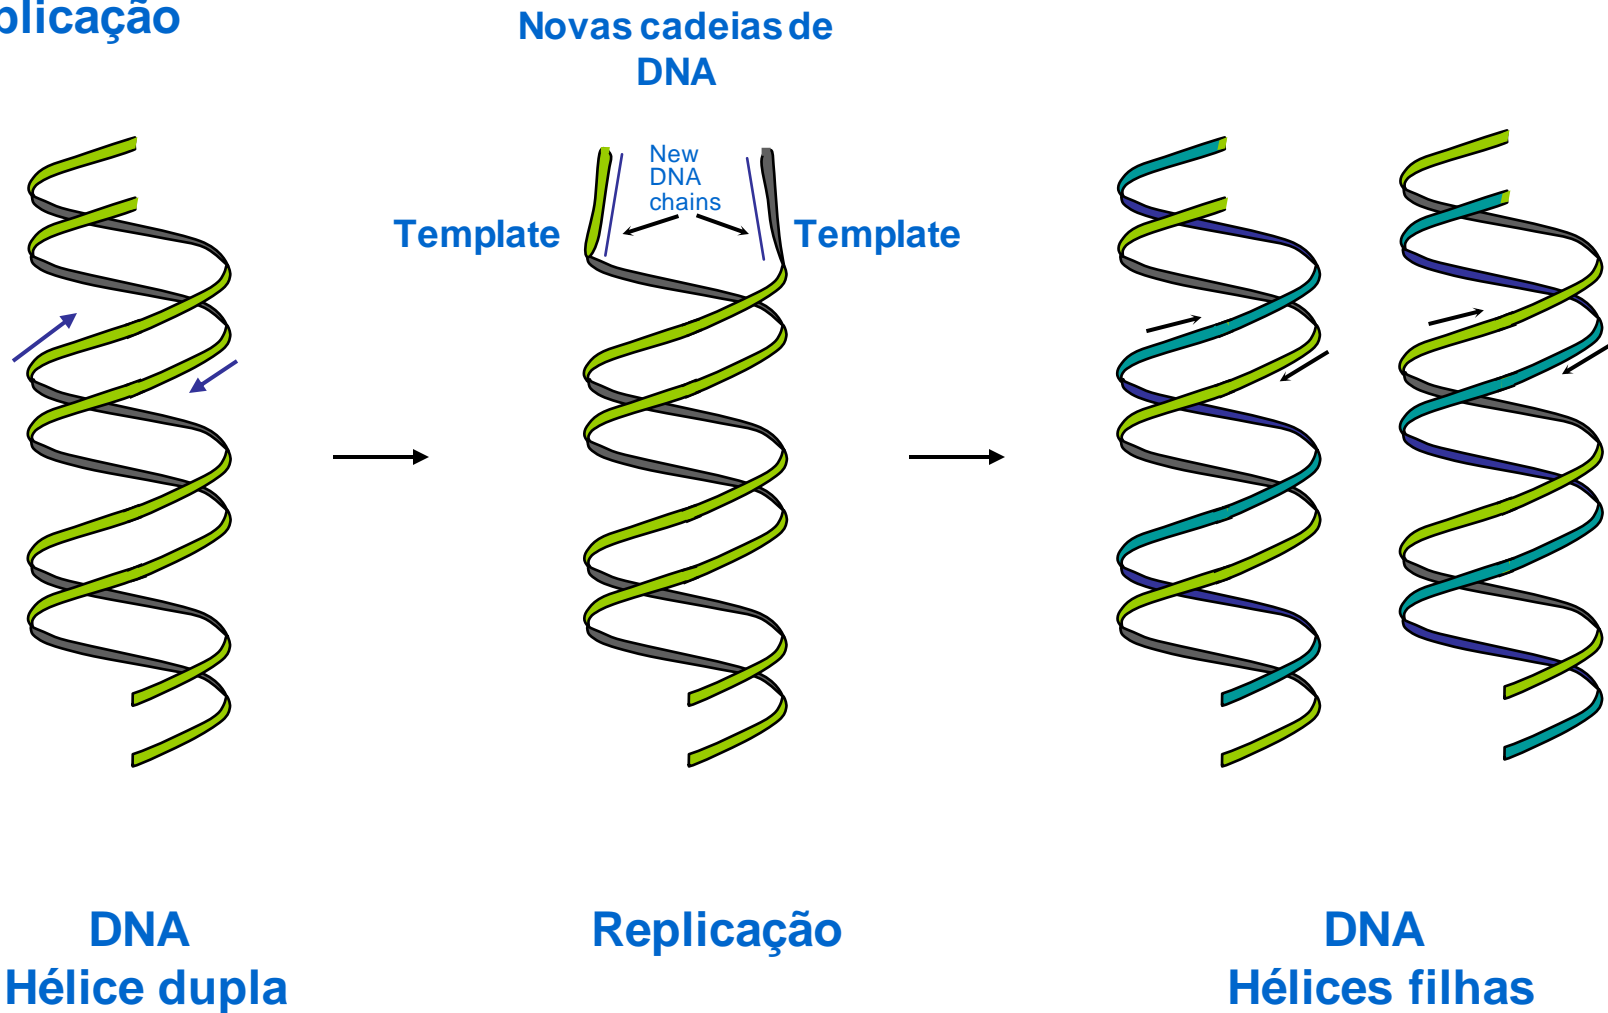 plicação
Novas cadeias de
DNA
New
DNA
chains
Template
Template
DNA
Hélice dupla
Replicação
DNA
Hélices filhas